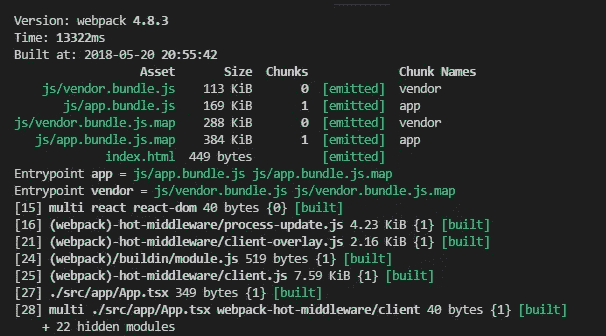 Version: webpack 4.8.3
Time: 13322ms
Built at: 2018-05-20 20:55:42
Asset Size Chunks Chunk Names
js/vendor.bundle.js 113 KiB 0 [emitted] vendor
js/app.bundle.js 169 KiB 1 [emitted] app
js/vendor.bundle.js.map 288 KiB 0 [emitted] vendor
js/app.bundle.js.map 384 KiB 1 [emitted] app
index.html 449 bytes [emitted]
Entrypoint app = js/app.bundle.js js/app.bundle.js.map
Entrypoint vendor = js/vendor.bundle.js js/vendor.bundle.js.map
[15] multi react react-dom 40 bytes {0} [built]
[16] (webpack)-hot-middleware/process-update.js 4.23 KiB {1} [built]
[21] (webpack)-hot-middleware/client-overlay.js 2.16 KiB {1} [built]
[24] (webpack)/buildin/module.js 519 bytes {1} [built]
[25] (webpack)-hot-middleware/client.js 7.59 KiB {1} [built]
[27] ./src/app/App.tsx 349 bytes {1} [built]
[28] multi ./src/app/App.tsx webpack-hot-middleware/client 40 bytes {1} [built]
+ 22 hidden modules